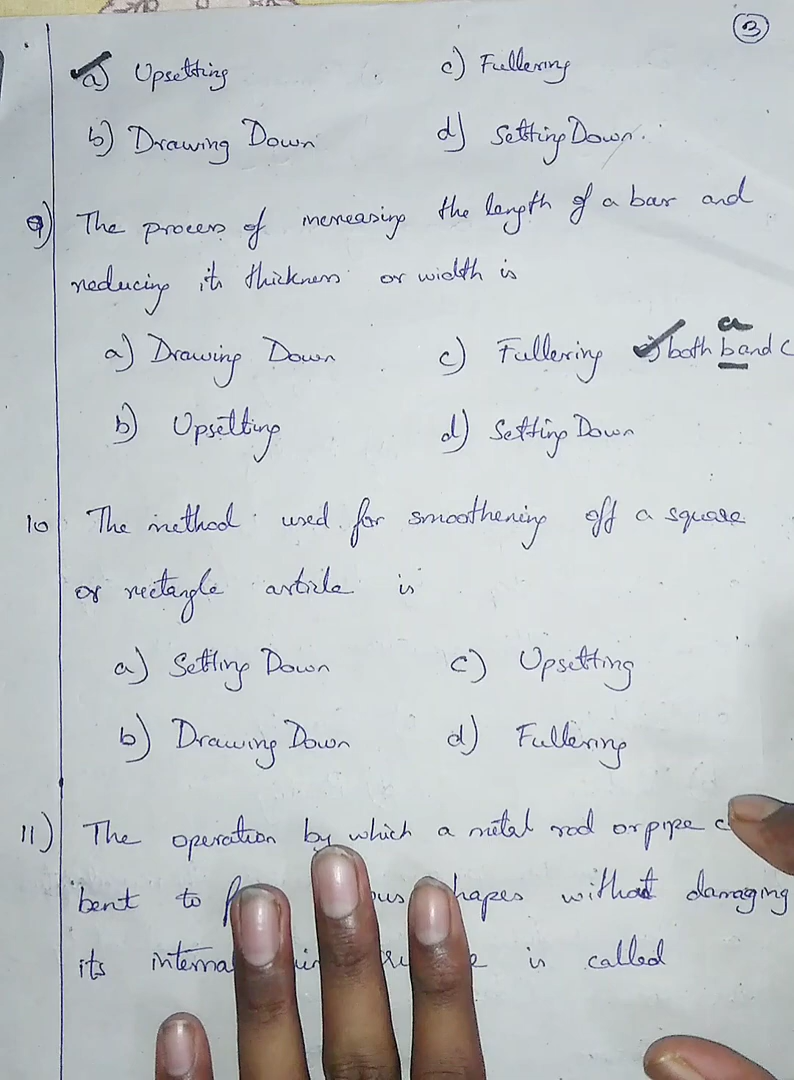 3
a) Upsetting c) Fullering
b) Drawing Down d) Setting Down.
9) The process of increasing the length of a bar and
reducing its thickness or width is
a) Drawing Down c) Fullering e) both b and c
a
b) Upsetting d) Setting Down
10 The method used for smoothening off a square
or rectangle article is
a) Setting Down c) Upsetting
b) Drawing Down d) Fullering
11) The operation by which a metal rod or pipe
bent to shapes without damaging
its is called